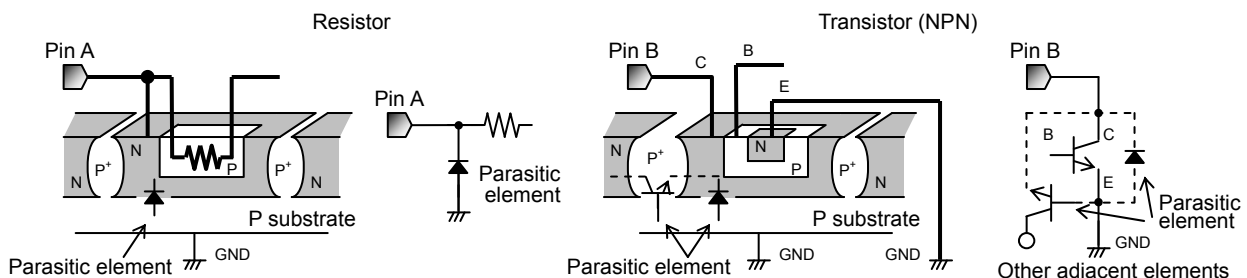 Resistor
Transistor (NPN)
Pin A
Pin B
B
C
E
Pin B
Pin A
N
P+
N
P+
N
P
Parasitic
element
P substrate
GND
Parasitic element
N
P+
N
P
P+
N
P substrate
GND
GND
Parasitic element
B
C
E
Parasitic
element
GND
Other adjacent elements